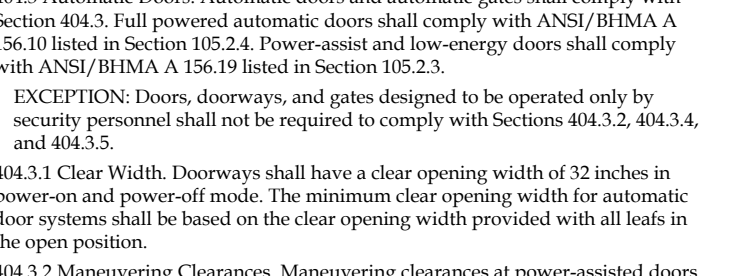 404.3 Automatic Doors. Automatic doors and automatic gates shall comply with
Section 404.3. Full powered automatic doors shall comply with ANSI/BHMA A
156.10 listed in Section 105.2.4. Power-assist and low-energy doors shall comply
with ANSI/BHMA A 156.19 listed in Section 105.2.3.
EXCEPTION: Doors, doorways, and gates designed to be operated only by
security personnel shall not be required to comply with Sections 404.3.2, 404.3.4,
and 404.3.5.
404.3.1 Clear Width. Doorways shall have a clear opening width of 32 inches in
power-on and power-off mode. The minimum clear opening width for automatic
door systems shall be based on the clear opening width provided with all leafs in
the open position.
404.3.2 Maneuvering Clearances. Maneuvering clearances at power-assisted doors